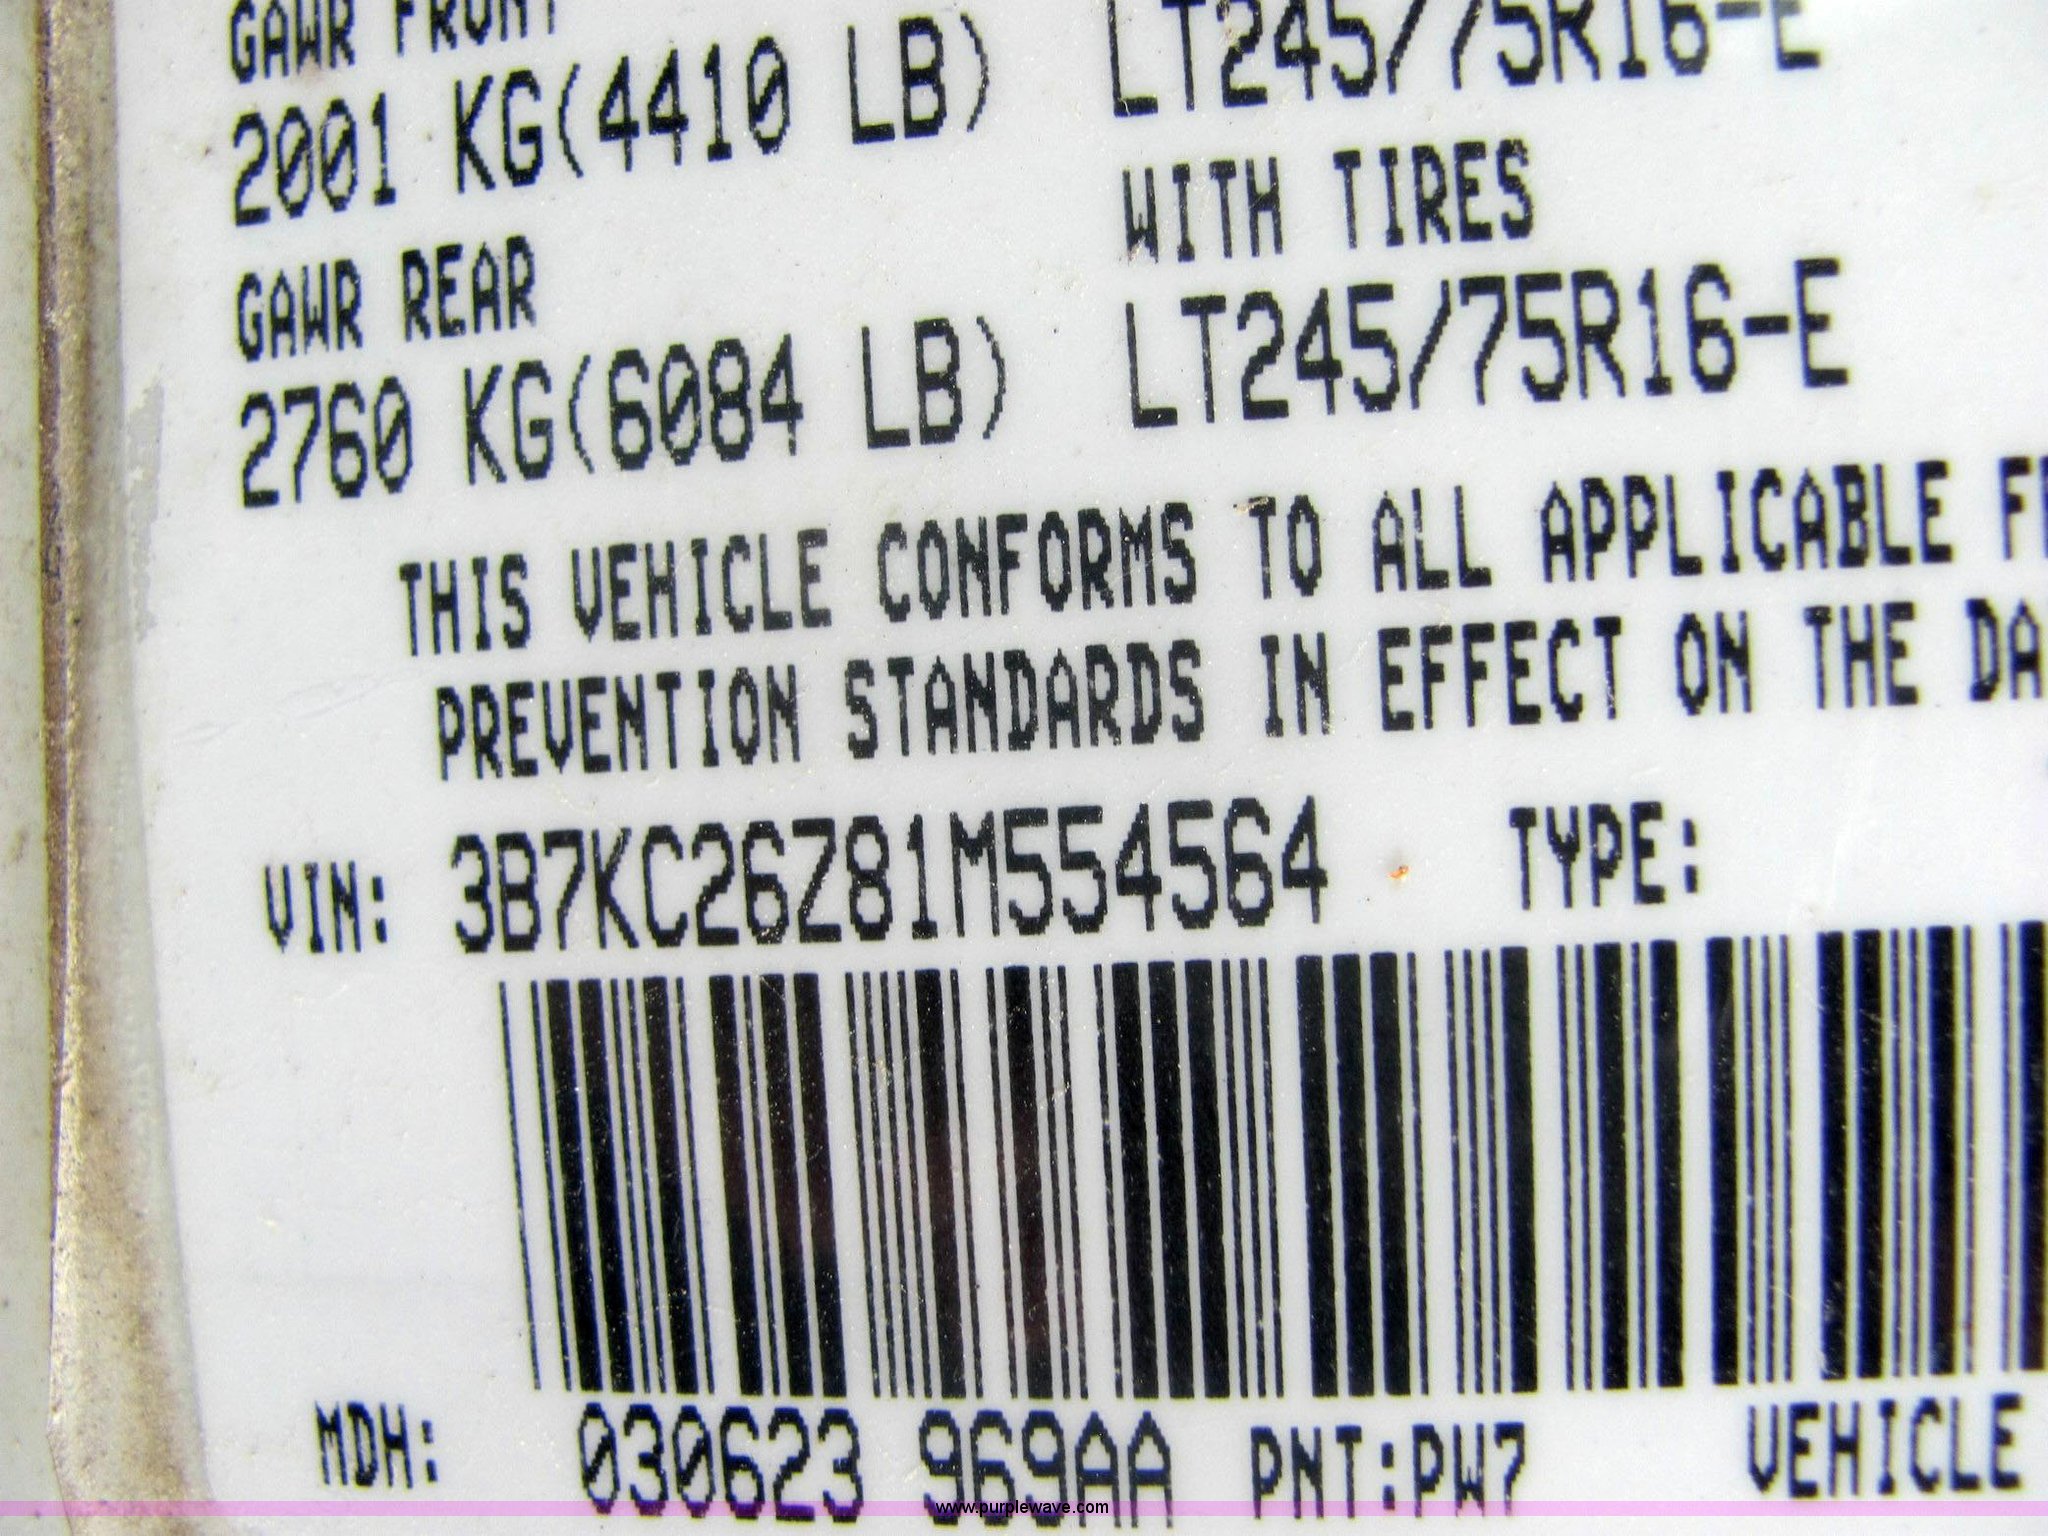 GAWR FRONT
2001 KG(4410 LB) LT245/75R16-E
GAWR REAR WITH TIRES
2760 KG(6084 LB) LT245/75R16-E
THIS VEHICLE CONFORMS TO ALL APPLICABLE
PREVENTION STANDARDS IN EFFECT ON THE DA
VIN: 3B7KC26Z81M554564 TYPE:
MDH: 030623 969AA PNT:PW7 VEHICLE
www.purplewave.com